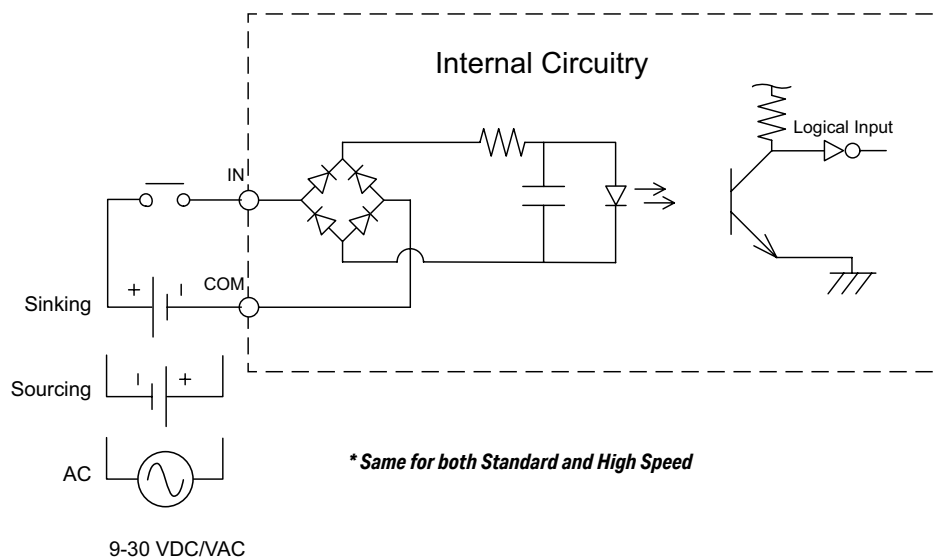 Internal Circuitry
Logical Input
IN
COM
+ −
Sinking
− +
Sourcing
AC
* Same for both Standard and High Speed
9-30 VDC/VAC